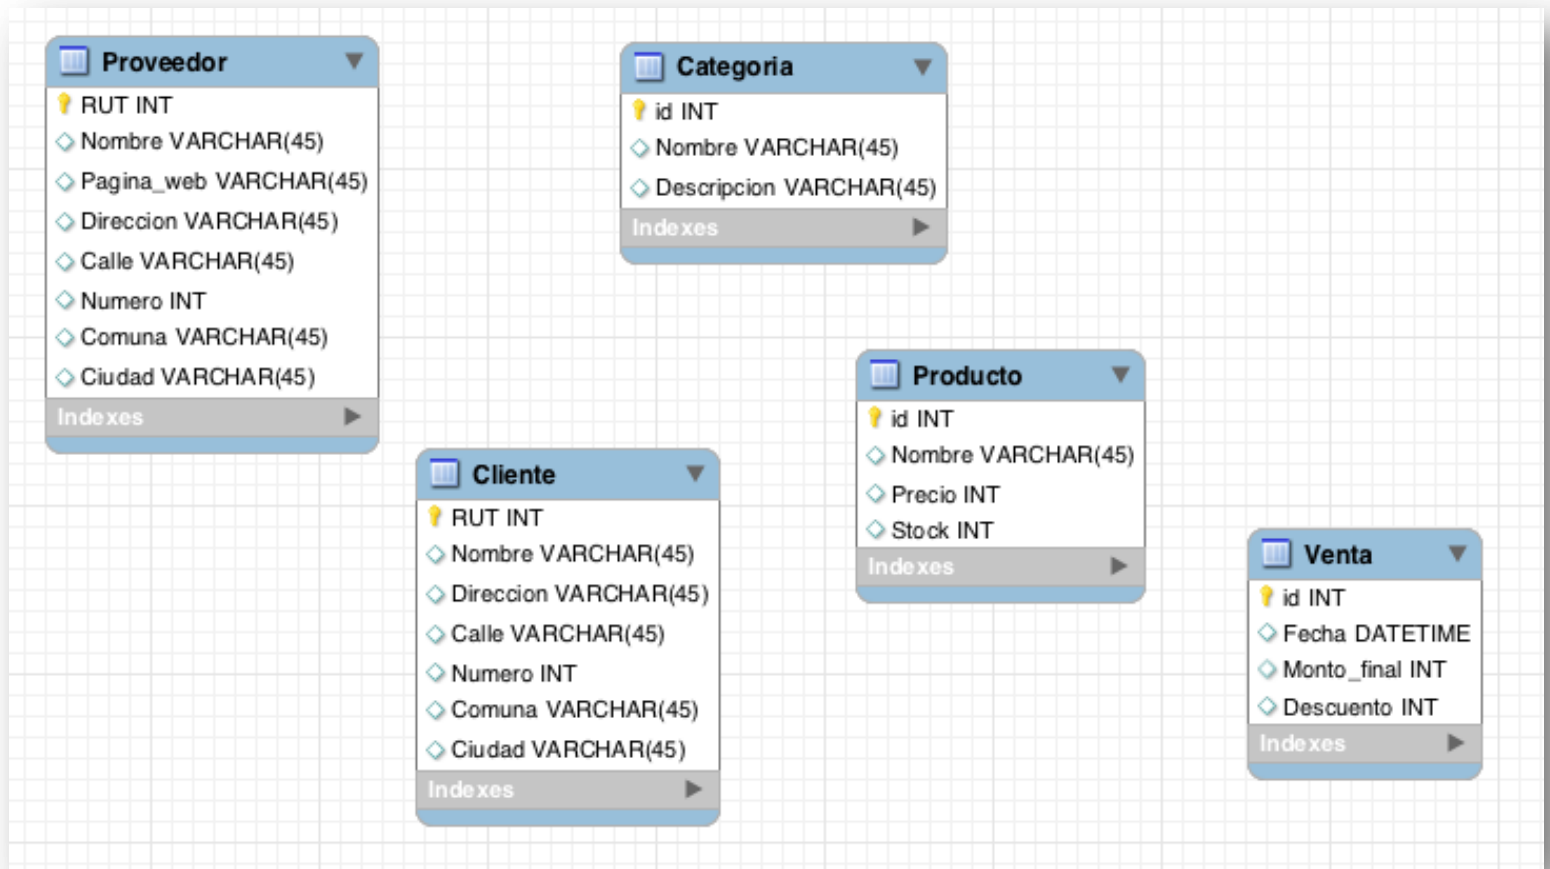 Proveedor
RUT INT
Nombre VARCHAR(45)
Pagina_web VARCHAR(45)
Direccion VARCHAR(45)
Calle VARCHAR(45)
Numero INT
Comuna VARCHAR(45)
Ciudad VARCHAR(45)
Indexes
Categoria
id INT
Nombre VARCHAR(45)
Descripcion VARCHAR(45)
Indexes
Cliente
RUT INT
Nombre VARCHAR(45)
Direccion VARCHAR(45)
Calle VARCHAR(45)
Numero INT
Comuna VARCHAR(45)
Ciudad VARCHAR(45)
Indexes
Producto
id INT
Nombre VARCHAR(45)
Precio INT
Stock INT
Indexes
Venta
id INT
Fecha DATETIME
Monto_final INT
Descuento INT
Indexes